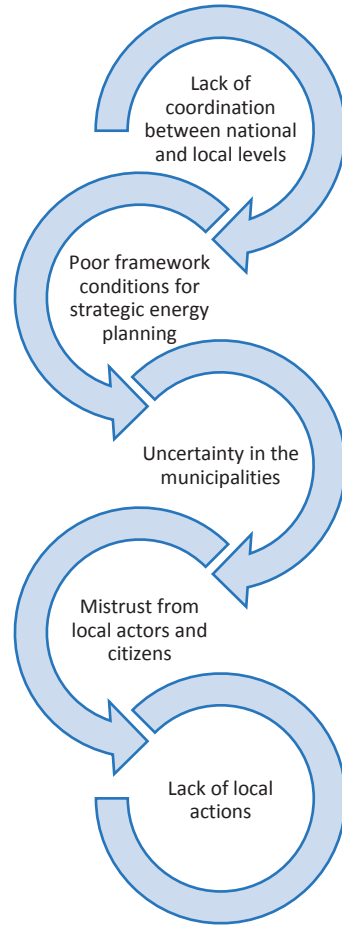 Lack of
coordination
between national
and local levels
Poor framework
conditions for
strategic energy
planning
Uncertainty in the
municipalities
Mistrust from
local actors and
citizens
Lack of local
actions